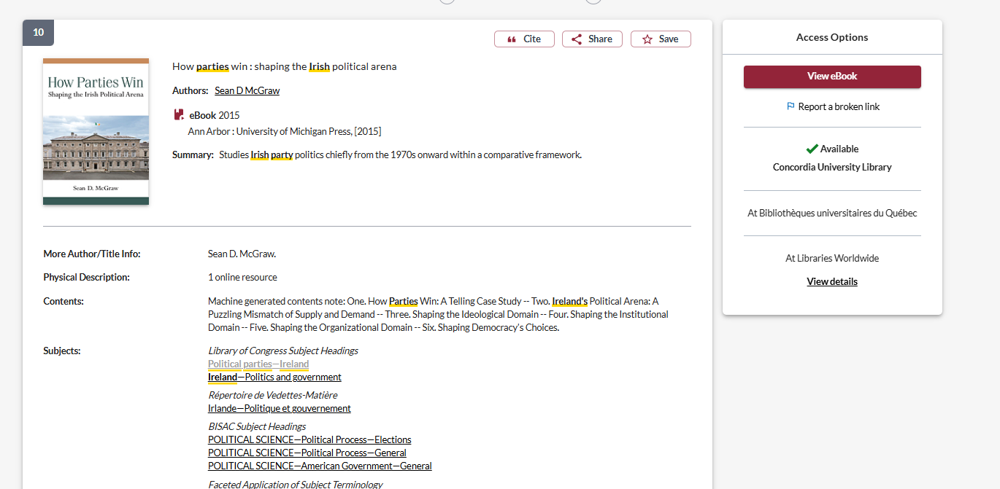 10
Cite
Share
Save
How Parties Win
Shaping the Irish Political Arena
Sean D. McGraw
How parties win : shaping the Irish political arena
Authors: Sean D McGraw
eBook 2015
Ann Arbor : University of Michigan Press, [2015]
Summary: Studies Irish party politics chiefly from the 1970s onward within a comparative framework.
More Author/Title Info: Sean D. McGraw.
Physical Description: 1 online resource
Contents: Machine generated contents note: One. How Parties Win: A Telling Case Study -- Two. Ireland's Political Arena: A
Puzzling Mismatch of Supply and Demand -- Three. Shaping the Ideological Domain -- Four. Shaping the Institutional
Domain -- Five. Shaping the Organizational Domain -- Six. Shaping Democracy's Choices.
Subjects: Library of Congress Subject Headings
Political parties—Ireland
Ireland—Politics and government
Répertoire de Vedettes-Matière
Irlande—Politique et gouvernement
BISAC Subject Headings
POLITICAL SCIENCE—Political Process—Elections
POLITICAL SCIENCE—Political Process—General
POLITICAL SCIENCE—American Government—General
Faceted Application of Subject Terminology
Access Options
View eBook
Report a broken link
Available
Concordia University Library
At Bibliothèques universitaires du Québec
At Libraries Worldwide
View details